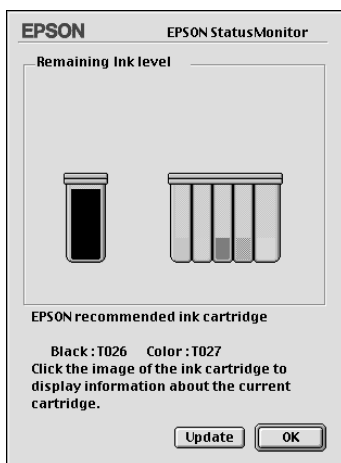 EPSON
EPSON StatusMonitor
Remaining Ink level
EPSON recommended ink cartridge
Black : T026 Color : T027
Click the image of the ink cartridge to
display information about the current
cartridge.
Update OK